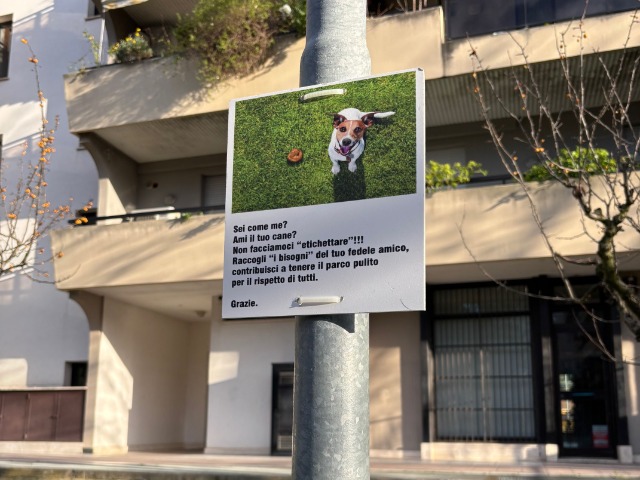 Sei come me?
Ami il tuo cane?
Non facciamoci "etichettare"!!!
Raccogli "i bisogni" del tuo fedele amico,
contribuisci a tenere il parco pulito
per il rispetto di tutti.
Grazie.